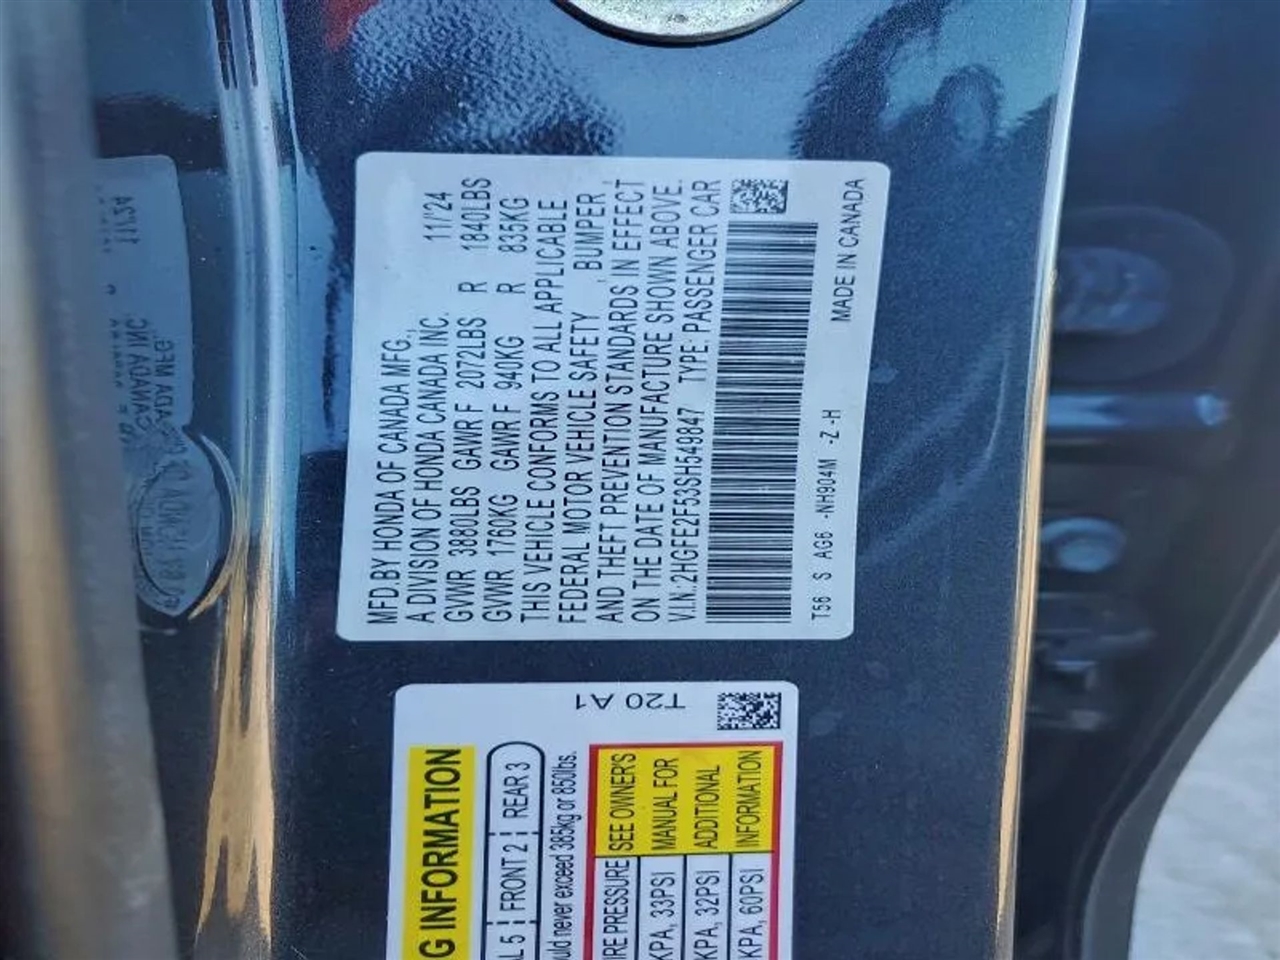 MFD.BY HONDA OF CANADA MFG.,
A DIVISION OF HONDA CANADA INC. 11/'24
GVWR 3880LBS GAWR F 2072LBS R 1840LBS
GVWR 1760KG GAWR F 940KG R 835KG
THIS VEHICLE CONFORMS TO ALL APPLICABLE
FEDERAL MOTOR VEHICLE SAFETY , BUMPER ,
AND THEFT PREVENTION STANDARDS IN EFFECT
ON THE DATE OF MANUFACTURE SHOWN ABOVE.
V.I.N.:2HGFE2F53SH549847 TYPE: PASSENGER CAR
T56 S AG6 -NH904M -Z -H MADE IN CANADA
T20 A1
G INFORMATION
AL 5 FRONT 2 REAR 3
uld never exceed 385kg or 850lbs.
IRE PRESSURE SEE OWNER'S
KPA, 33PSI MANUAL FOR
KPA, 32PSI ADDITIONAL
KPA, 60PSI INFORMATION